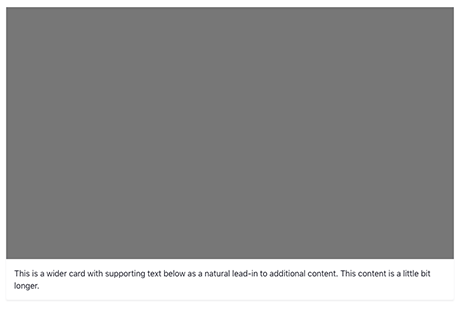 This is a wider card with supporting text below as a natural lead-in to additional content. This content is a little bit
longer.